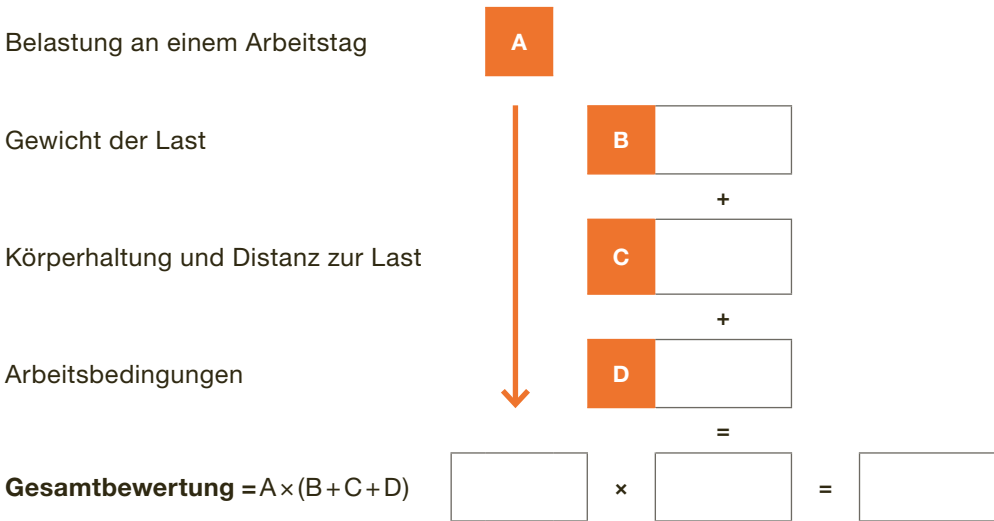 Belastung an einem Arbeitstag A
Gewicht der Last B
+
Körperhaltung und Distanz zur Last C
+
Arbeitsbedingungen D
=
Gesamtbewertung = A × (B + C + D) × =